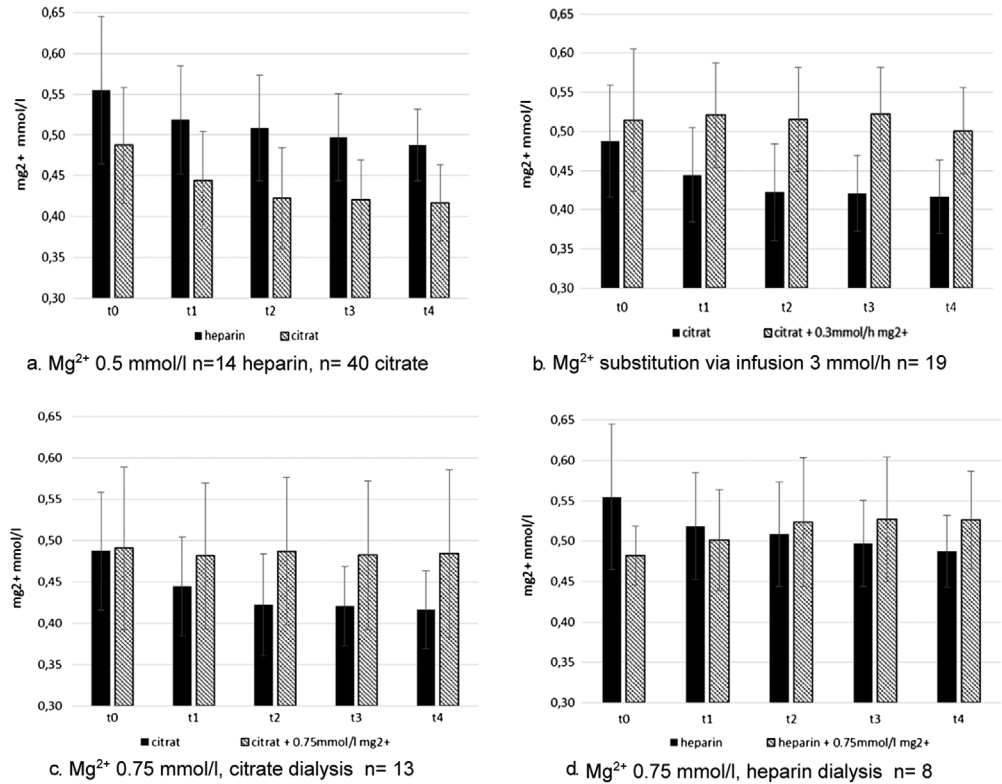 0,65
0,60
0,55
0,50
0,45
0,40
0,35
0,30
mg2+ mmol/l
t0 t1 t2 t3 t4
heparin citrat
a. Mg²⁺ 0.5 mmol/l n=14 heparin, n= 40 citrate
0,65
0,60
0,55
0,50
0,45
0,40
0,35
0,30
mg2+ mmol/l
t0 t1 t2 t3 t4
citrat citrat + 0.3mmol/h mg2+
b. Mg²⁺ substitution via infusion 3 mmol/h n= 19
0,65
0,60
0,55
0,50
0,45
0,40
0,35
0,30
mg2+ mmol/l
t0 t1 t2 t3 t4
citrat citrat + 0.75mmol/l mg2+
c. Mg²⁺ 0.75 mmol/l, citrate dialysis n= 13
0,65
0,60
0,55
0,50
0,45
0,40
0,35
0,30
mg2+ mmol/l
t0 t1 t2 t3 t4
heparin heparin + 0.75mmol/l mg2+
d. Mg²⁺ 0.75 mmol/l, heparin dialysis n= 8